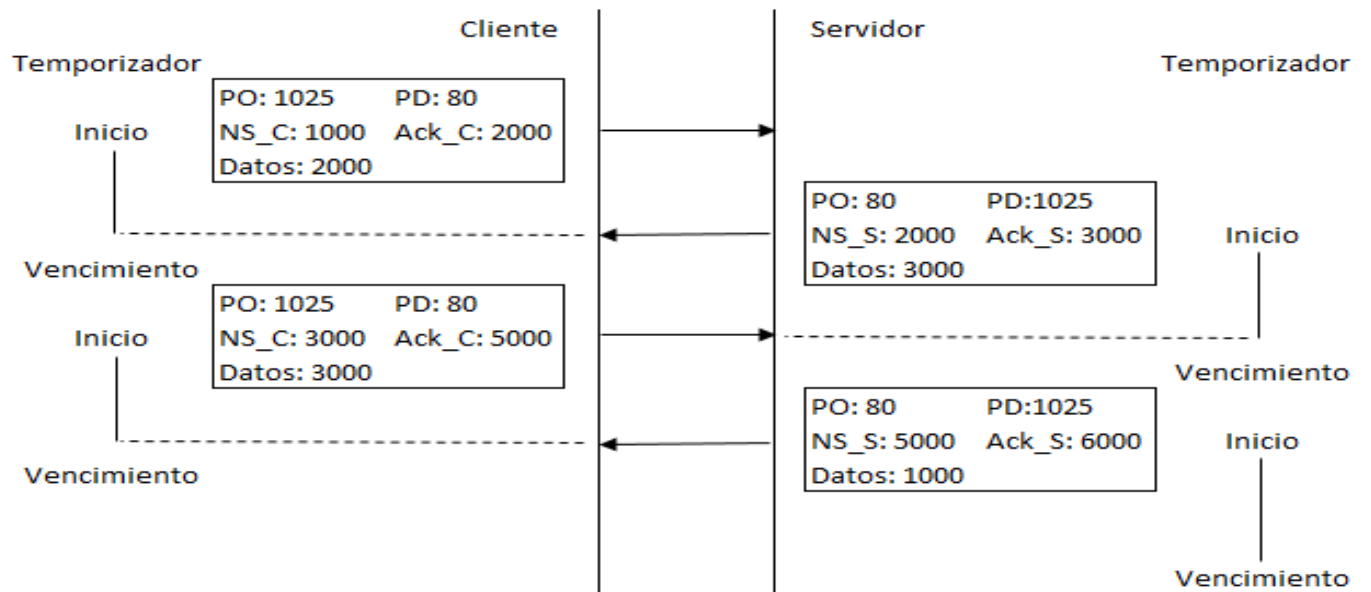 Cliente
Servidor
Temporizador
Temporizador
PO: 1025 PD: 80
Inicio
NS_C: 1000 Ack_C: 2000
Datos: 2000
PO: 80 PD:1025
NS_S: 2000 Ack_S: 3000
Inicio
Datos: 3000
Vencimiento
PO: 1025 PD: 80
Inicio
NS_C: 3000 Ack_C: 5000
Datos: 3000
Vencimiento
PO: 80 PD:1025
NS_S: 5000 Ack_S: 6000
Inicio
Datos: 1000
Vencimiento
Vencimiento